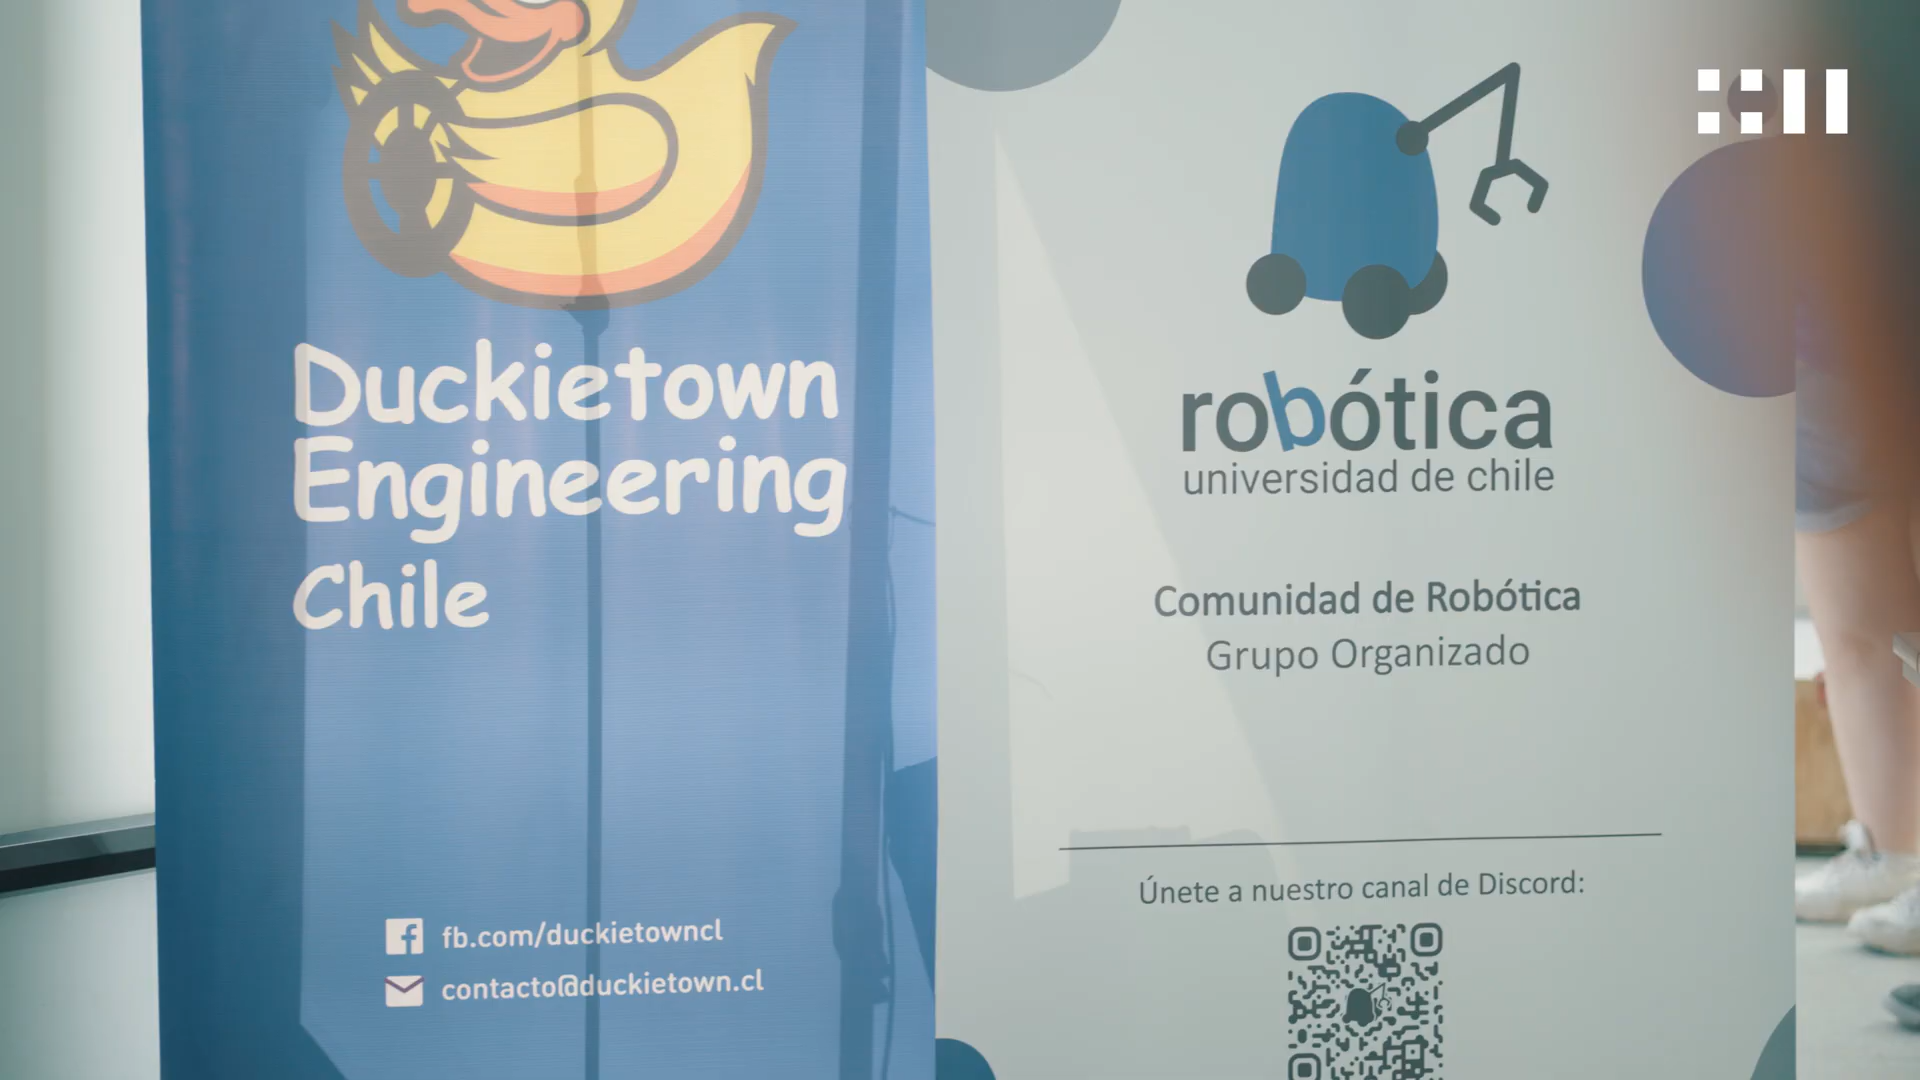 Duckietown
Engineering
Chile
fb.com/duckietowncl
contacto@duckietown.cl
robótica
universidad de chile
Comunidad de Robótica
Grupo Organizado
Únete a nuestro canal de Discord: